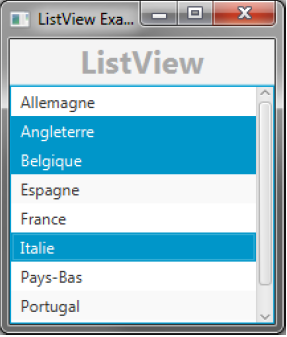 ListView Exa...
ListView
Allemagne
Angleterre
Belgique
Espagne
France
Italie
Pays-Bas
Portugal